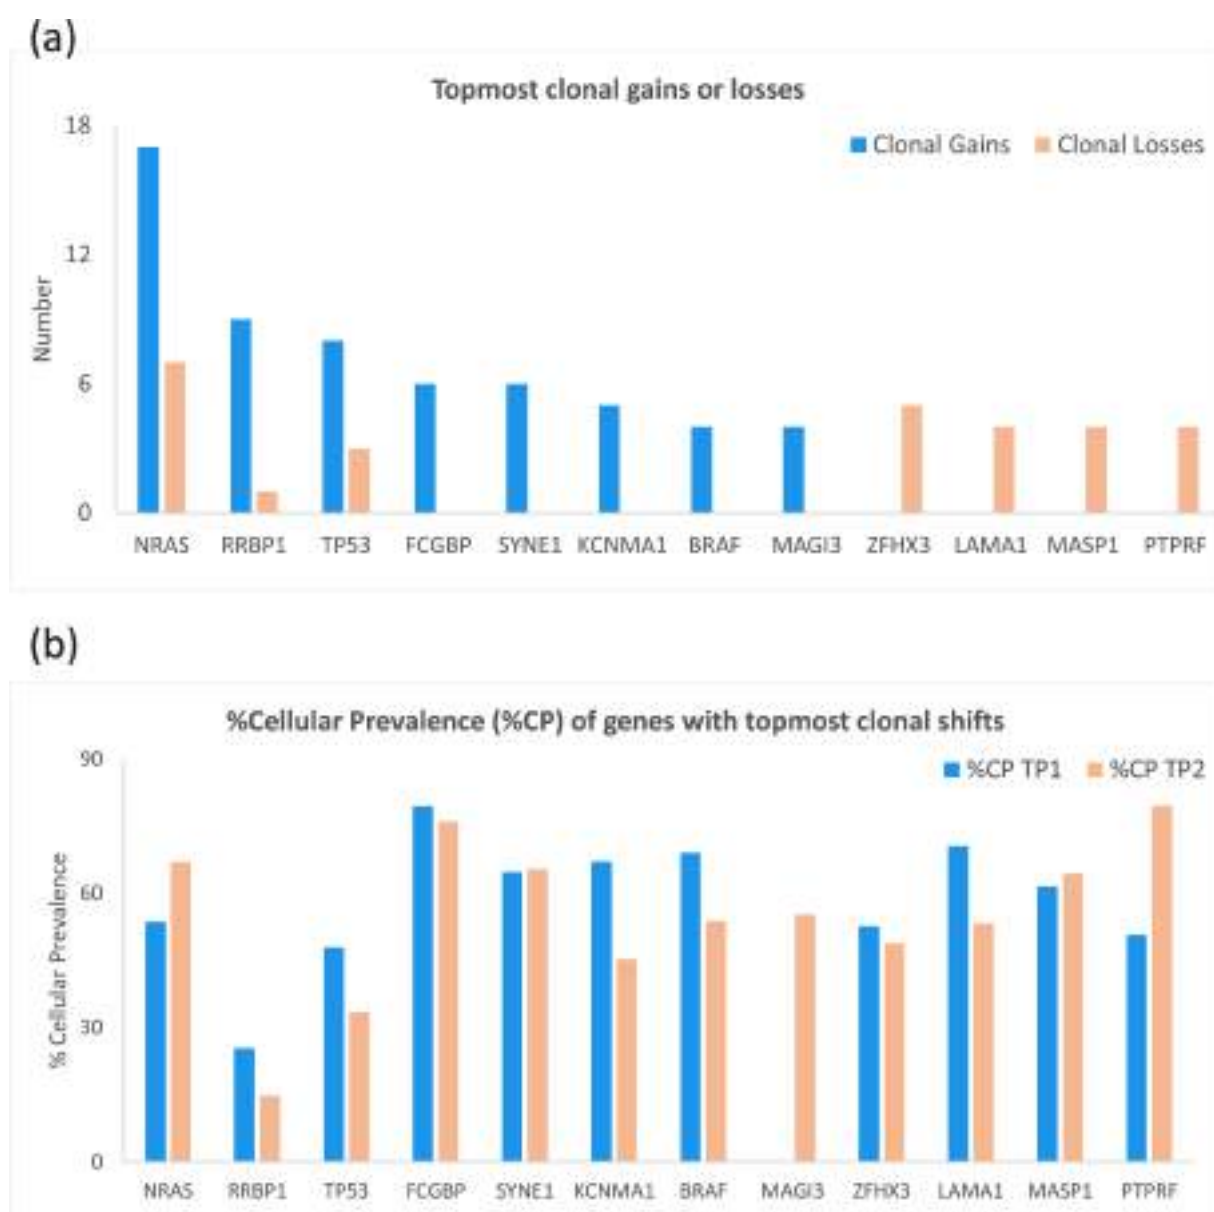 (a)
Topmost clonal gains or losses
Clonal Gains Clonal Losses
18
12
6
0
Number
NRAS RRBP1 TP53 FCGBP SYNE1 KCNMA1 BRAF MAGI3 ZFHX3 LAMA1 MASP1 PTPRF
(b)
%Cellular Prevalence (%CP) of genes with topmost clonal shifts
%CP TP1 %CP TP2
90
60
30
0
% Cellular Prevalence
NRAS RRBP1 TP53 FCGBP SYNE1 KCNMA1 BRAF MAGI3 ZFHX3 LAMA1 MASP1 PTPRF